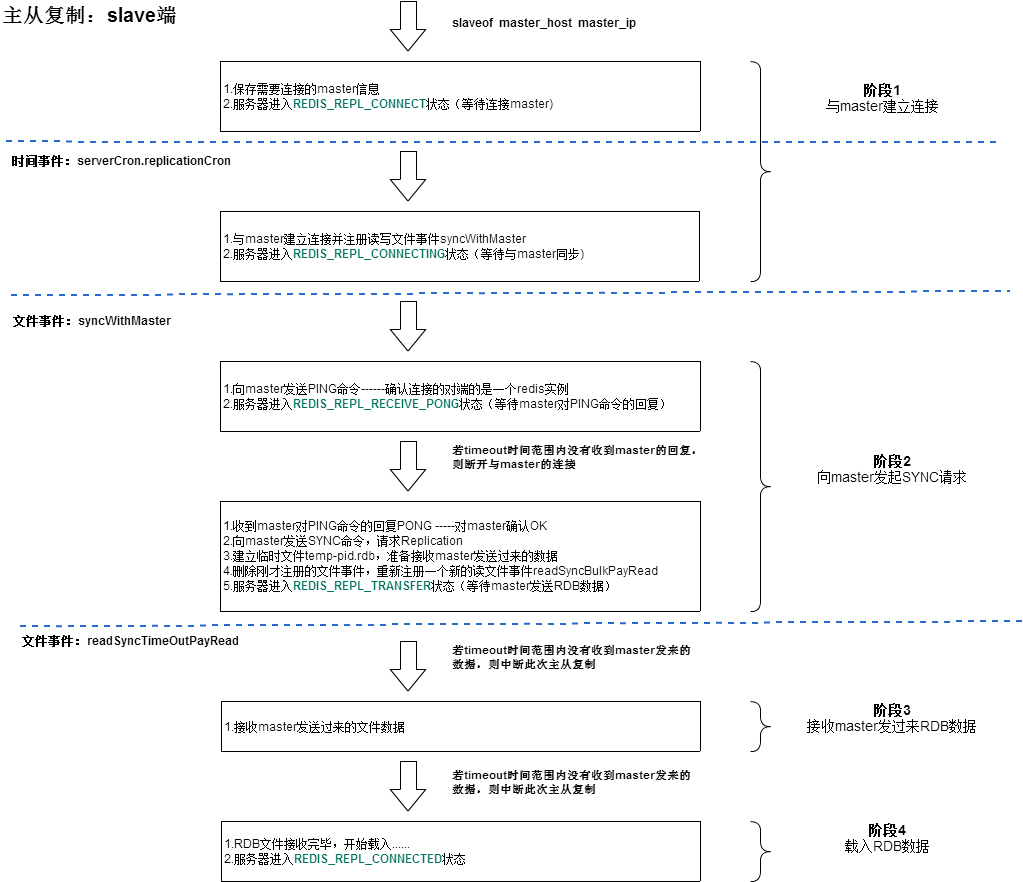 主从复制：slave端
slaveof master_host master_ip
1.保存需要连接的master信息
2.服务器进入REDIS_REPL_CONNECT状态（等待连接master)
阶段1
与master建立连接
时间事件：serverCron.replicationCron
1.与master建立连接并注册读写文件事件syncWithMaster
2.服务器进入REDIS_REPL_CONNECTING状态（等待与master同步)
文件事件：syncWithMaster
1.向master发送PING命令------确认连接的对端的是一个redis实例
2.服务器进入REDIS_REPL_RECEIVE_PONG状态（等待master对PING命令的回复）
若timeout时间范围内没有收到master的回复，
则断开与master的连接
阶段2
向master发起SYNC请求
1.收到master对PING命令的回复PONG -----对master确认OK
2.向master发送SYNC命令，请求Replication
3.建立临时文件temp-pid.rdb，准备接收master发送过来的数据
4.删除刚才注册的文件事件，重新注册一个新的读文件事件readSyncBulkPayRead
5.服务器进入REDIS_REPL_TRANSFER状态（等待master发送RDB数据）
文件事件：readSyncTimeOutPayRead
若timeout时间范围内没有收到master发来的
数据，则中断此次主从复制
1.接收master发送过来的文件数据
阶段3
接收master发过来RDB数据
若timeout时间范围内没有收到master发来的
数据，则中断此次主从复制
1.RDB文件接收完毕，开始载入......
2.服务器进入REDIS_REPL_CONNECTED状态
阶段4
载入RDB数据